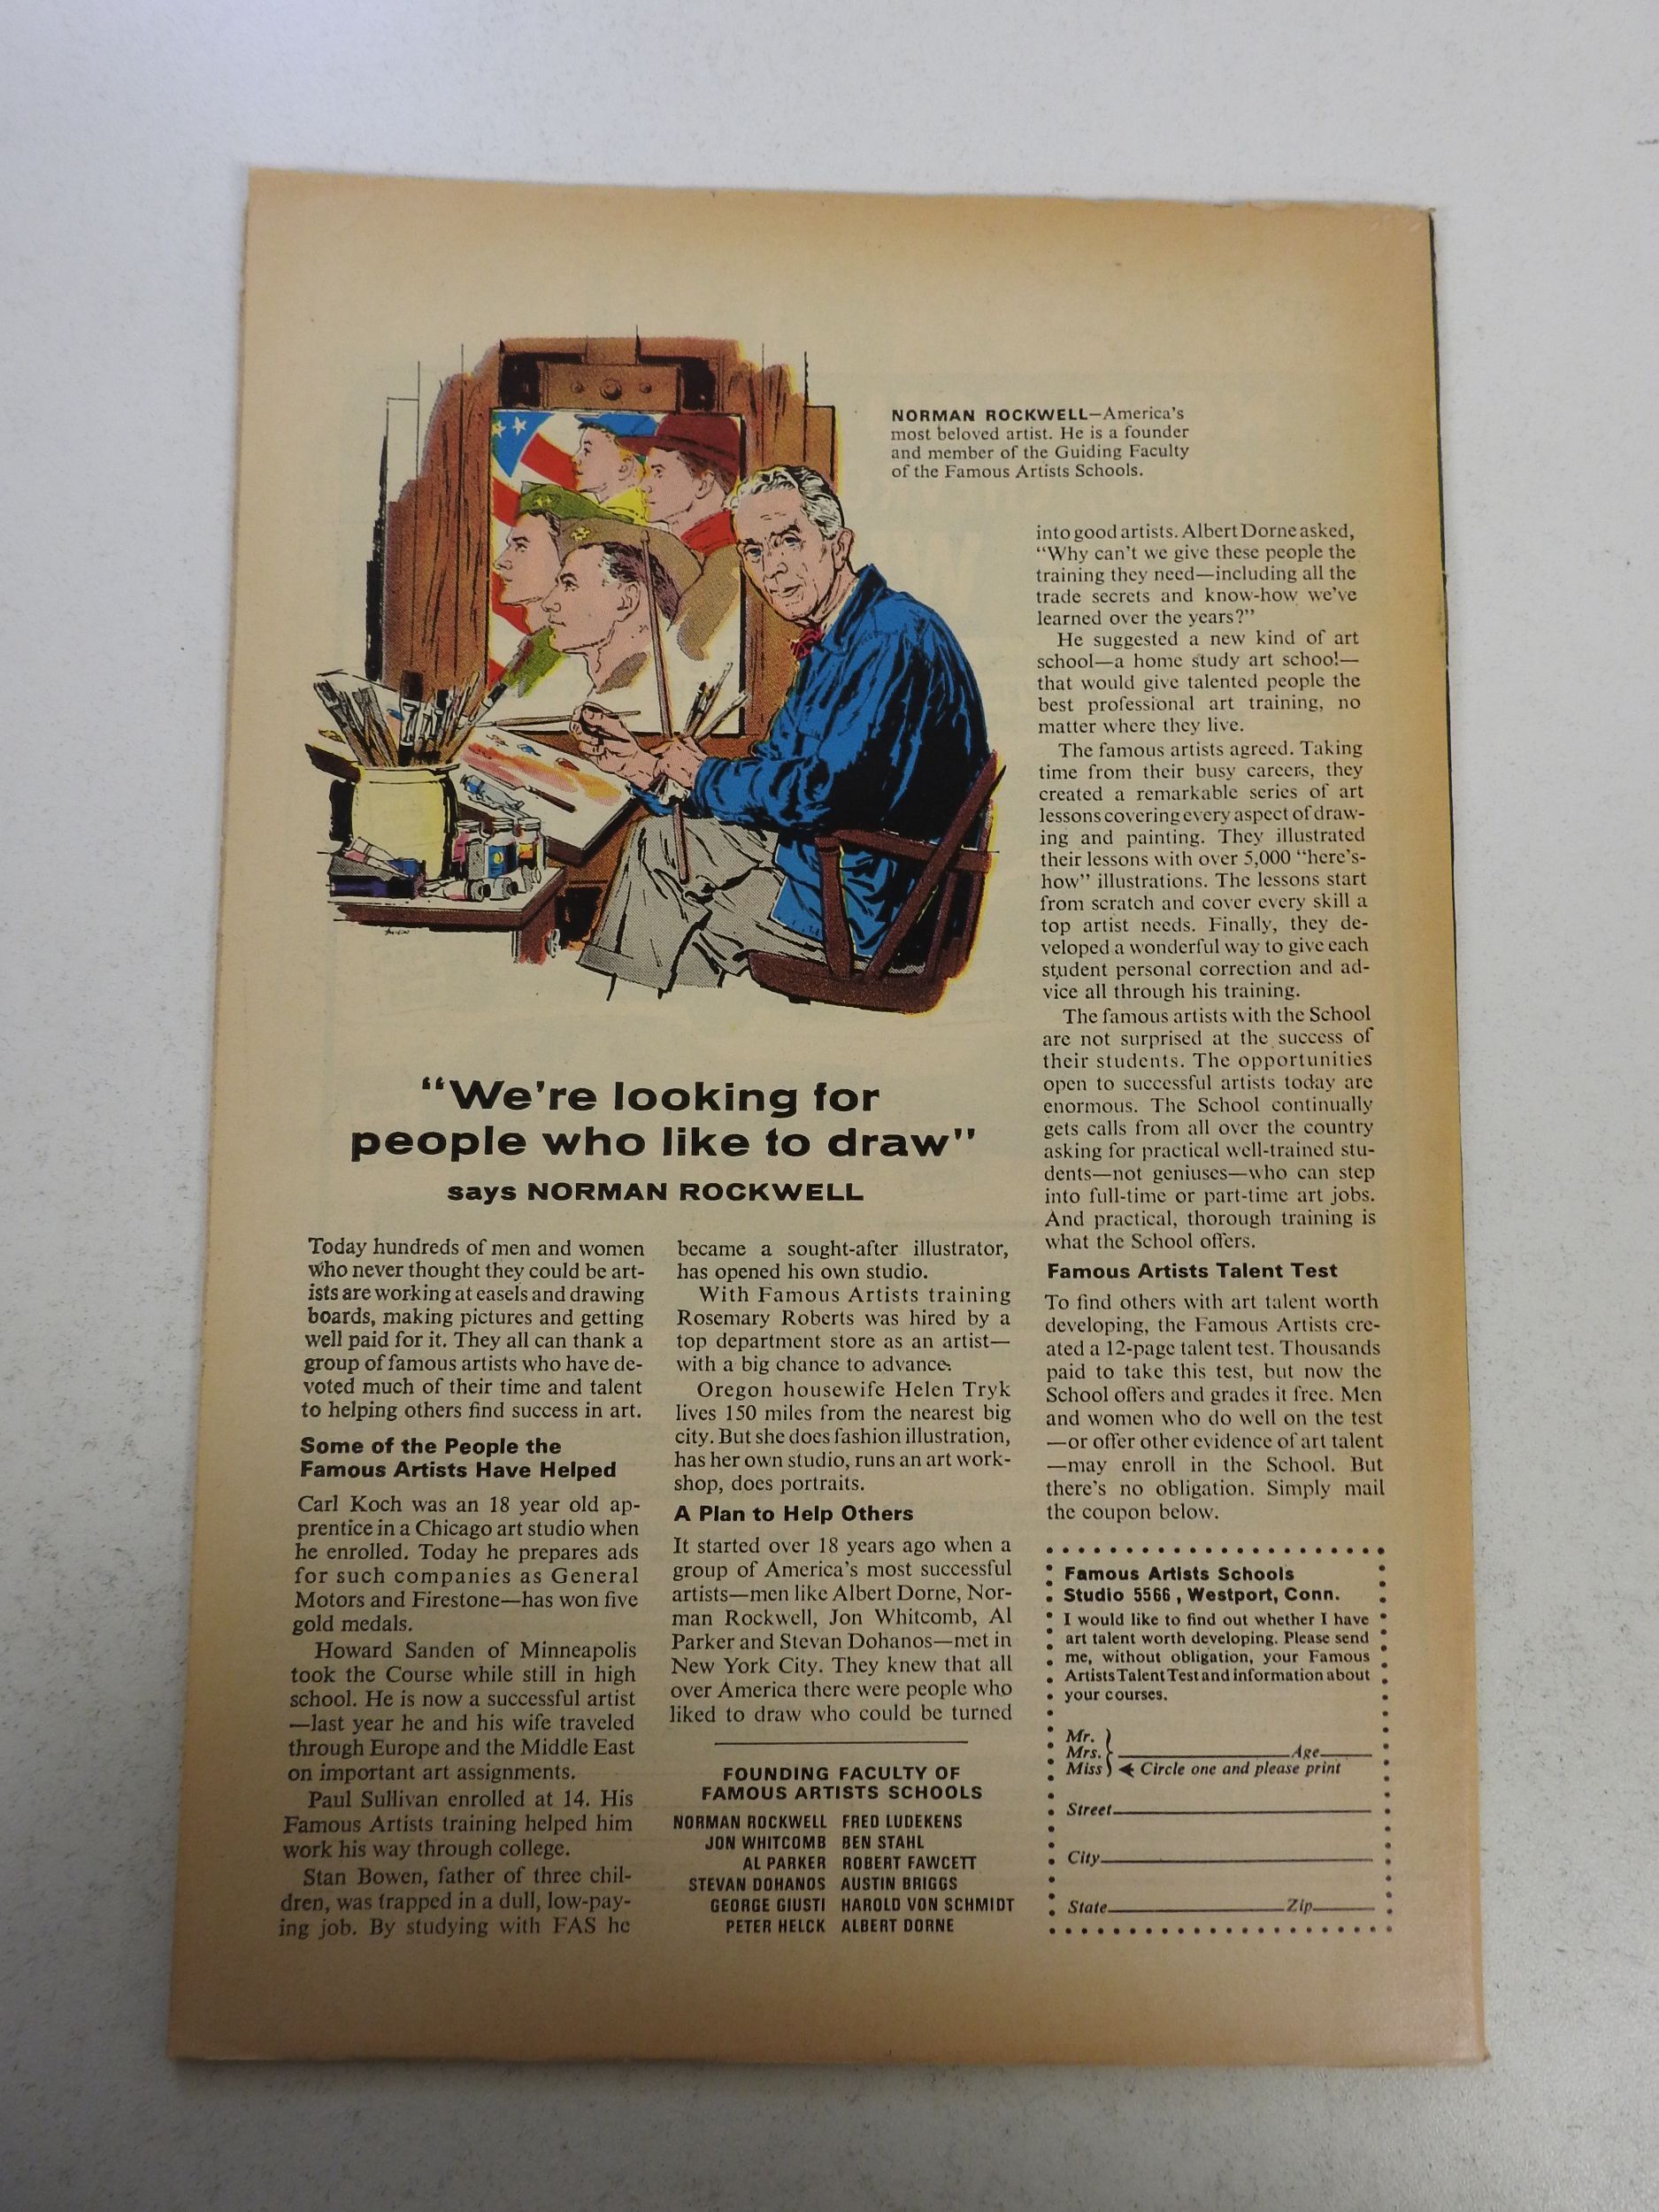 NORMAN ROCKWELL—America's
most beloved artist. He is a founder
and member of the Guiding Faculty
of the Famous Artists Schools.
"We're looking for
people who like to draw"
says NORMAN ROCKWELL
Today hundreds of men and women
who never thought they could be art-
ists are working at easels and drawing
boards, making pictures and getting
well paid for it. They all can thank a
group of famous artists who have de-
voted much of their time and talent
to helping others find success in art.
Some of the People the
Famous Artists Have Helped
Carl Koch was an 18 year old ap-
prentice in a Chicago art studio when
he enrolled. Today he prepares ads
for such companies as General
Motors and Firestone—has won five
gold medals.
Howard Sanden of Minneapolis
took the Course while still in high
school. He is now a successful artist
—last year he and his wife traveled
through Europe and the Middle East
on important art assignments.
Paul Sullivan enrolled at 14. His
Famous Artists training helped him
work his way through college.
Stan Bowen, father of three chil-
dren, was trapped in a dull, low-pay-
ing job. By studying with FAS he
became a sought-after illustrator,
has opened his own studio.
With Famous Artists training
Rosemary Roberts was hired by a
top department store as an artist—
with a big chance to advance.
Oregon housewife Helen Tryk
lives 150 miles from the nearest big
city. But she does fashion illustration,
has her own studio, runs an art work-
shop, does portraits.
A Plan to Help Others
It started over 18 years ago when a
group of America's most successful
artists—men like Albert Dorne, Nor-
man Rockwell, Jon Whitcomb, Al
Parker and Stevan Dohanos—met in
New York City. They knew that all
over America there were people who
liked to draw who could be turned
FOUNDING FACULTY OF
FAMOUS ARTISTS SCHOOLS
NORMAN ROCKWELL FRED LUDEKENS
JON WHITCOMB BEN STAHL
AL PARKER ROBERT FAWCETT
STEVAN DOHANOS AUSTIN BRIGGS
GEORGE GIUSTI HAROLD VON SCHMIDT
PETER HELCK ALBERT DORNE
into good artists. Albert Dorne asked,
"Why can't we give these people the
training they need—including all the
trade secrets and know-how we've
learned over the years?"
He suggested a new kind of art
school—a home study art school—
that would give talented people the
best professional art training, no
matter where they live.
The famous artists agreed. Taking
time from their busy careers, they
created a remarkable series of art
lessons covering every aspect of draw-
ing and painting. They illustrated
their lessons with over 5,000 "here's-
how" illustrations. The lessons start
from scratch and cover every skill a
top artist needs. Finally, they de-
veloped a wonderful way to give each
student personal correction and ad-
vice all through his training.
The famous artists with the School
are not surprised at the success of
their students. The opportunities
open to successful artists today are
enormous. The School continually
gets calls from all over the country
asking for practical well-trained stu-
dents—not geniuses—who can step
into full-time or part-time art jobs.
And practical, thorough training is
what the School offers.
Famous Artists Talent Test
To find others with art talent worth
developing, the Famous Artists cre-
ated a 12-page talent test. Thousands
paid to take this test, but now the
School offers and grades it free. Men
and women who do well on the test
—or offer other evidence of art talent
—may enroll in the School. But
there's no obligation. Simply mail
the coupon below.
Famous Artists Schools
Studio 5566 , Westport, Conn.
I would like to find out whether I have
art talent worth developing. Please send
me, without obligation, your Famous
Artists Talent Test and information about
your courses.
Mr.
Mrs. Age
Miss Circle one and please print
Street
City
State Zip